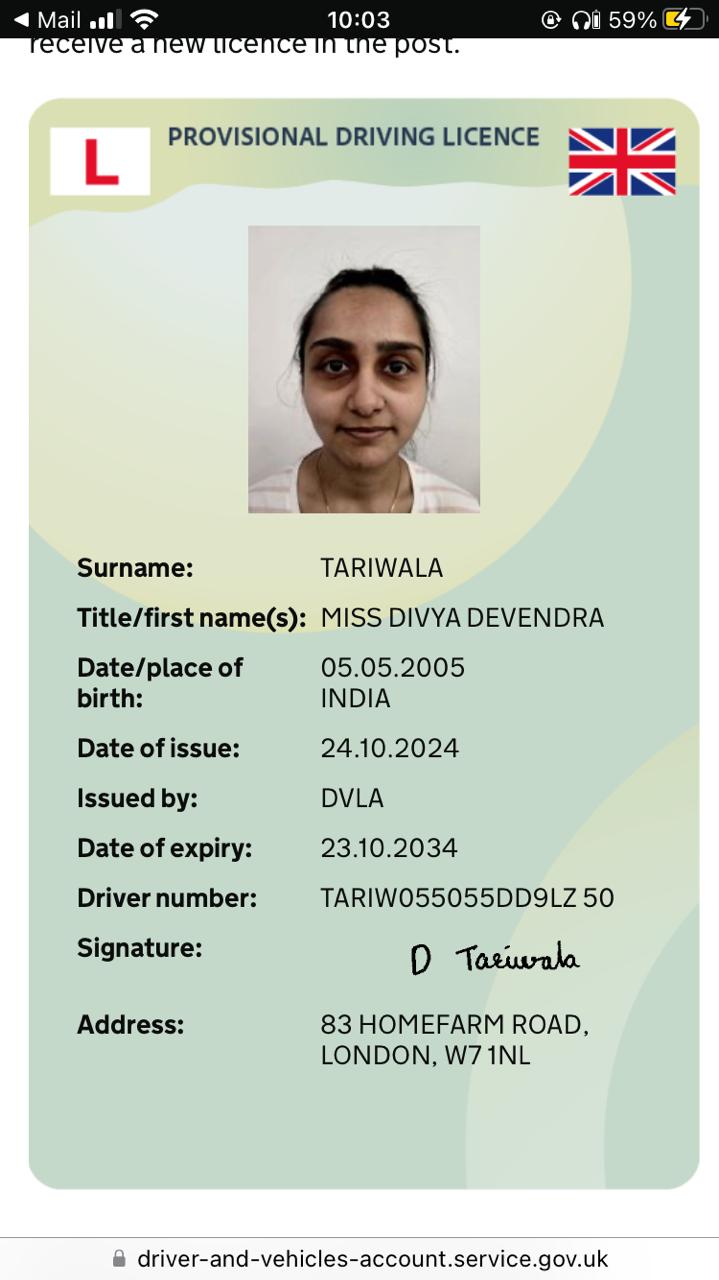 Mail 10:03 59%
receive a new licence in the post.
L PROVISIONAL DRIVING LICENCE
Surname: TARIWALA
Title/first name(s): MISS DIVYA DEVENDRA
Date/place of birth: 05.05.2005
INDIA
Date of issue: 24.10.2024
Issued by: DVLA
Date of expiry: 23.10.2034
Driver number: TARIW055055DD9LZ 50
Signature: D Tariwala
Address: 83 HOMEFARM ROAD,
LONDON, W7 1NL
driver-and-vehicles-account.service.gov.uk